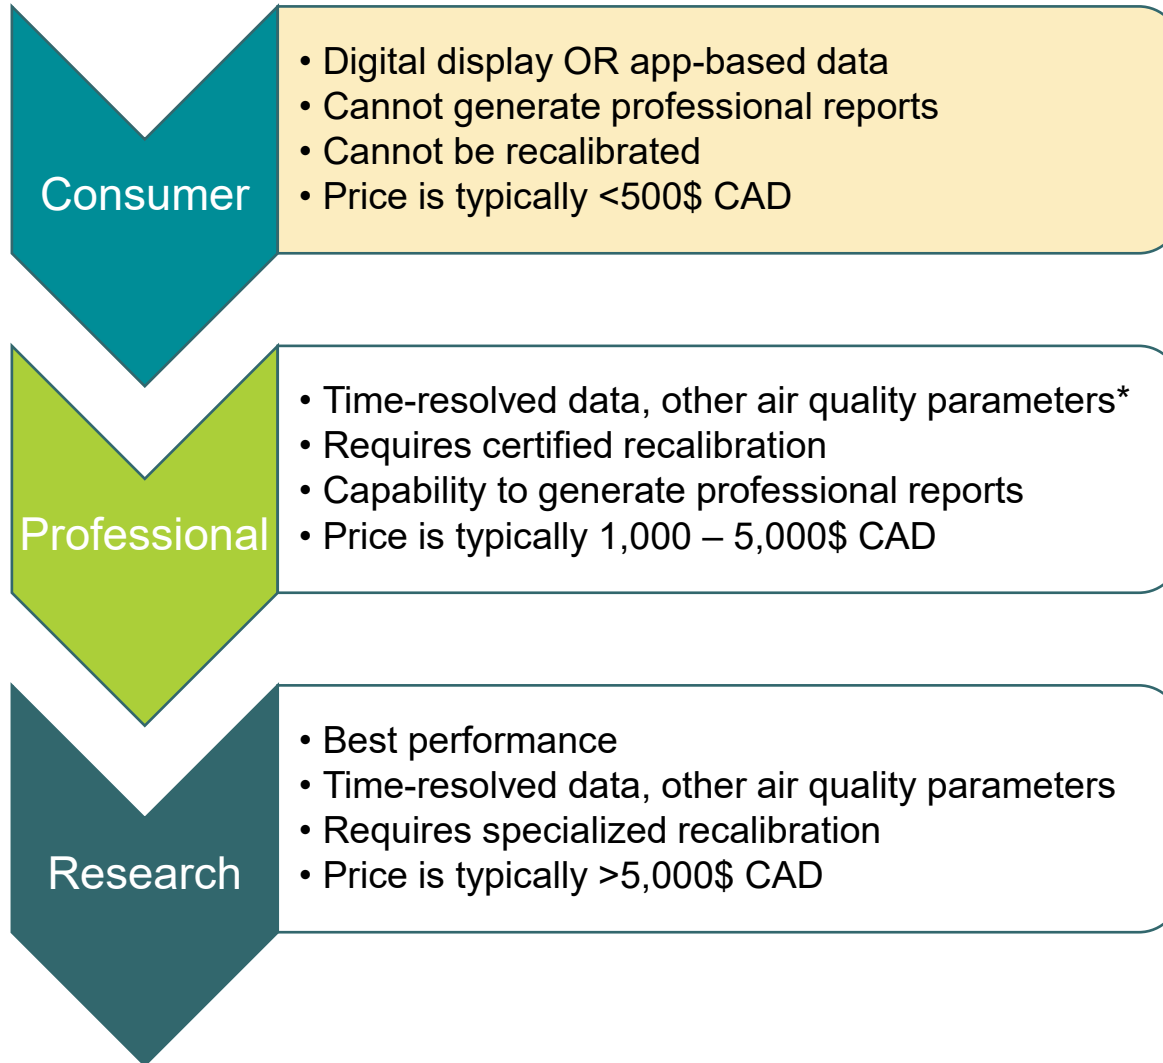 Consumer
• Digital display OR app-based data
• Cannot generate professional reports
• Cannot be recalibrated
• Price is typically <500$ CAD
Professional
• Time-resolved data, other air quality parameters*
• Requires certified recalibration
• Capability to generate professional reports
• Price is typically 1,000 – 5,000$ CAD
Research
• Best performance
• Time-resolved data, other air quality parameters
• Requires specialized recalibration
• Price is typically >5,000$ CAD